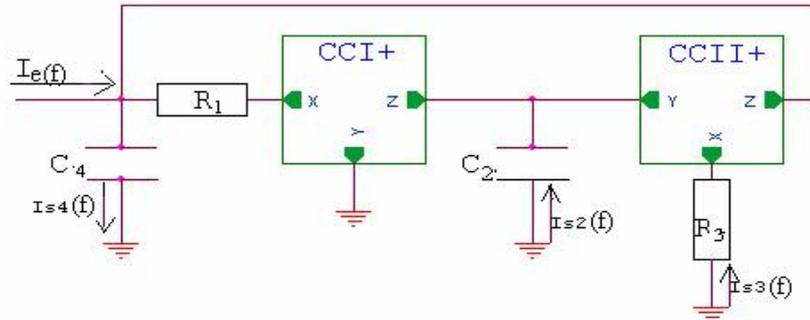 CCI+
CCII+
Ie(f)
R1
X
Z
Y
Z
Y
X
C4
C2
R3
Is4(f)
Is2(f)
Is3(f)